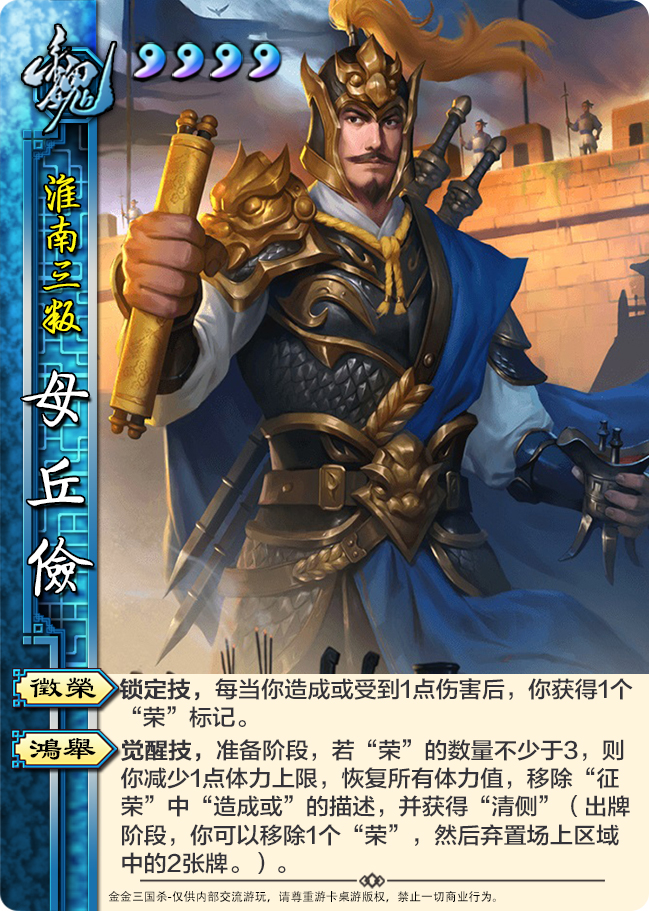 魏
淮南三叛
毌丘儉
徵榮
锁定技，每当你造成或受到1点伤害后，你获得1个
“荣”标记。
鴻舉
觉醒技，准备阶段，若“荣”的数量不少于3，则
你减少1点体力上限，恢复所有体力值，移除“征
荣”中“造成或”的描述，并获得“清侧”（出牌
阶段，你可以移除1个“荣”，然后弃置场上区域
中的2张牌。）。
金金三国杀-仅供内部交流游玩，请尊重游卡桌游版权，禁止一切商业行为。